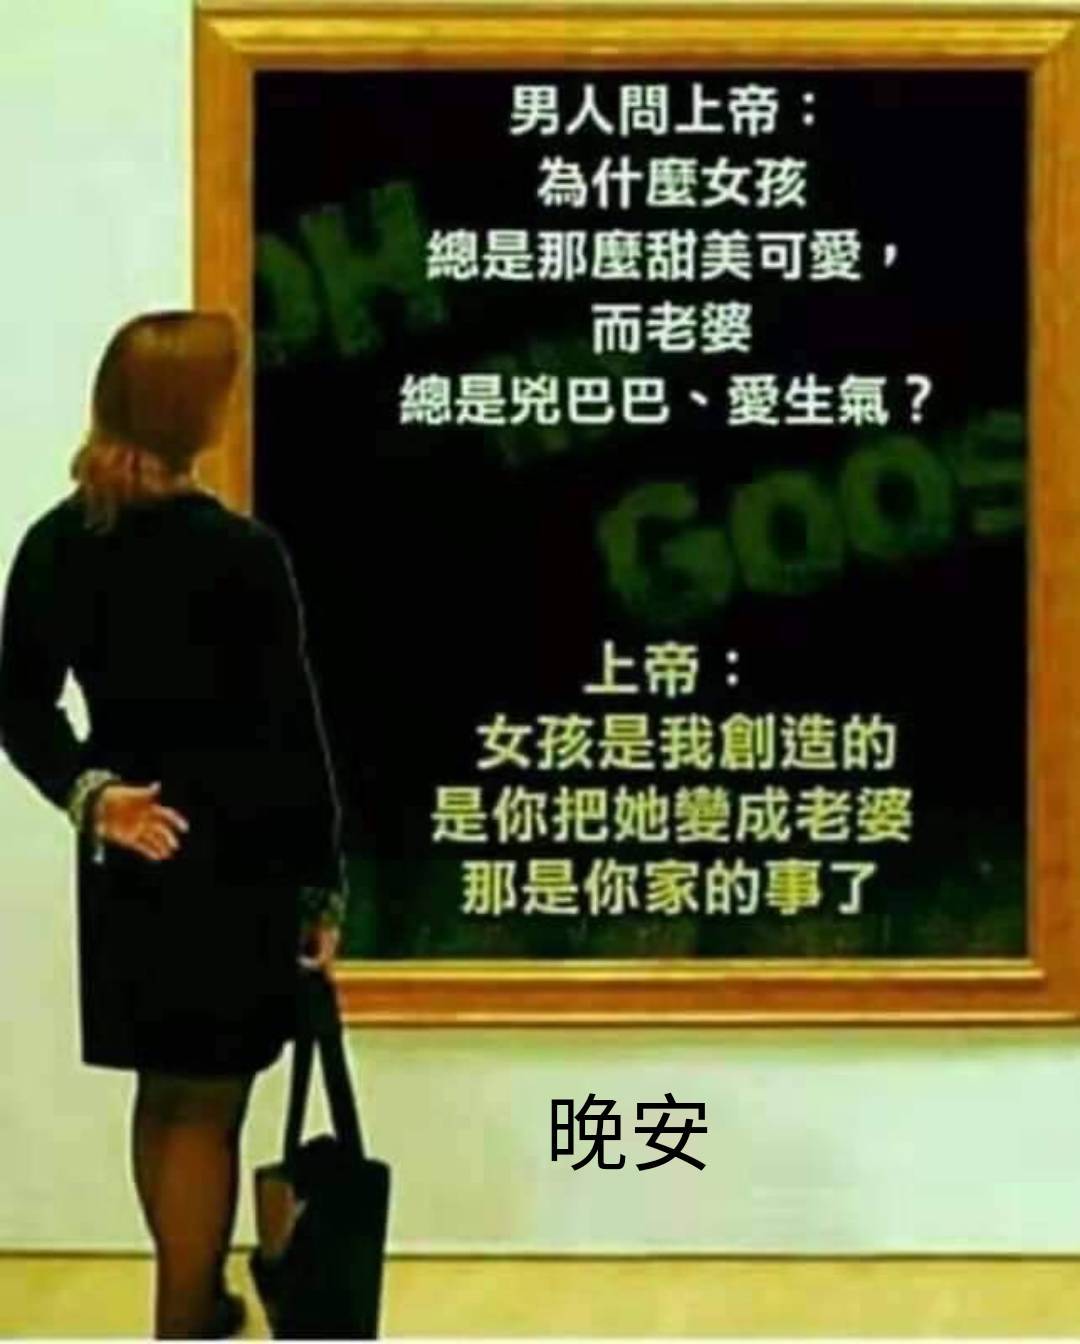 男人問上帝：
為什麼女孩
總是那麼甜美可愛，
而老婆
總是兇巴巴、愛生氣？
OH
GOO
上帝：
女孩是我創造的
是你把她變成老婆
那是你家的事了
晚安